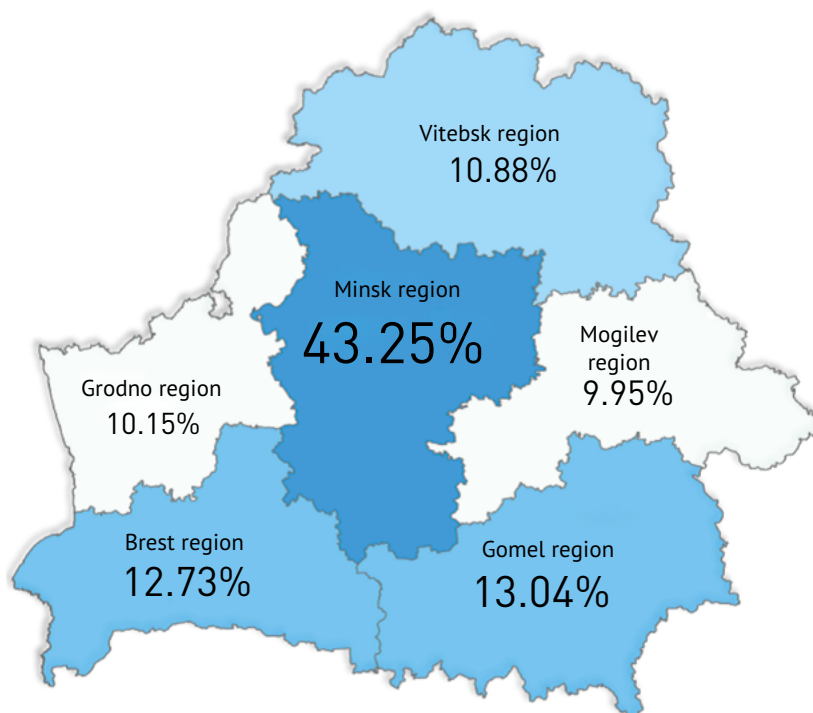 Vitebsk region
10.88%
Minsk region
43.25%
Mogilev
region
9.95%
Grodno region
10.15%
Brest region
12.73%
Gomel region
13.04%